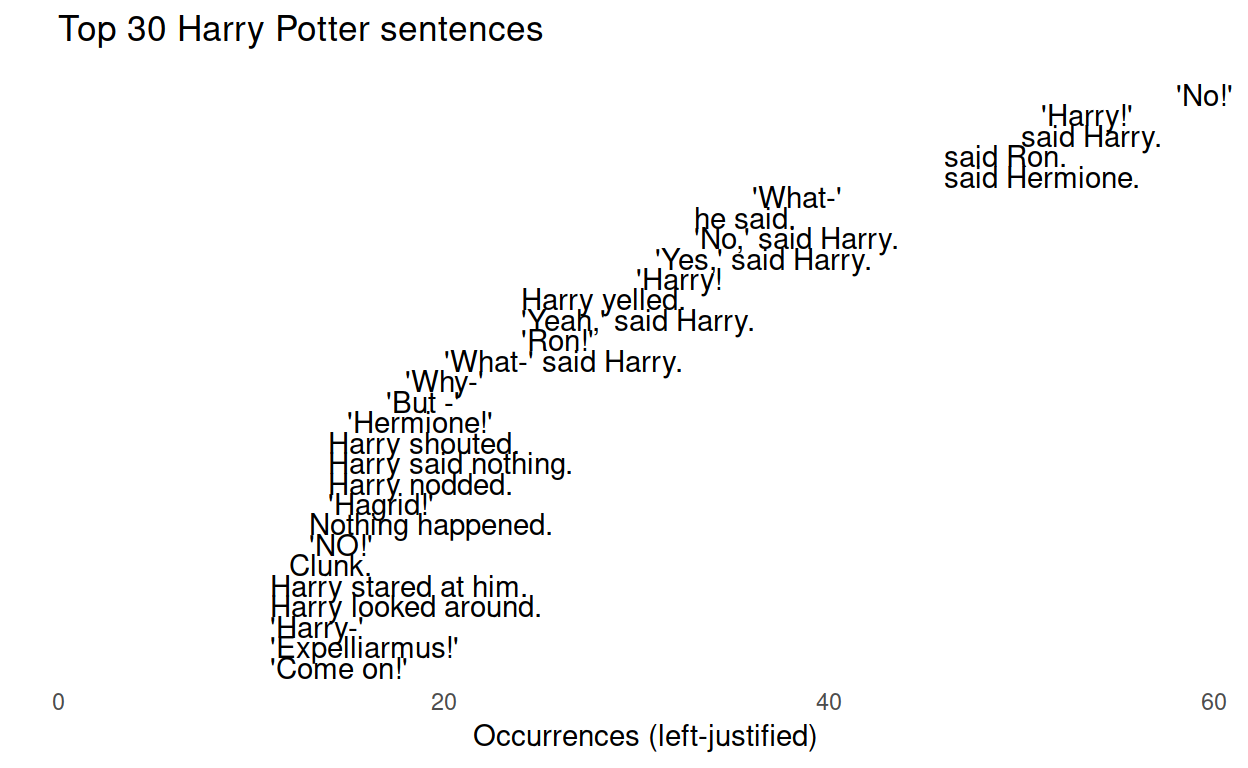 Top 30 Harry Potter sentences
'No!'
'Harry!'
said Harry.
said Ron.
said Hermione.
'What-'
he said.
'No,' said Harry.
'Yes,' said Harry.
'Harry!
Harry yelled.
'Yeah,' said Harry.
'Ron!'
'What-' said Harry.
'Why-'
'But -'
'Hermione!'
Harry shouted.
Harry said nothing.
Harry nodded.
'Hagrid!'
Nothing happened.
'NO!'
Clunk.
Harry stared at him.
Harry looked around.
'Harry-'
'Expelliarmus!'
'Come on!'
0 20 40 60
Occurrences (left-justified)